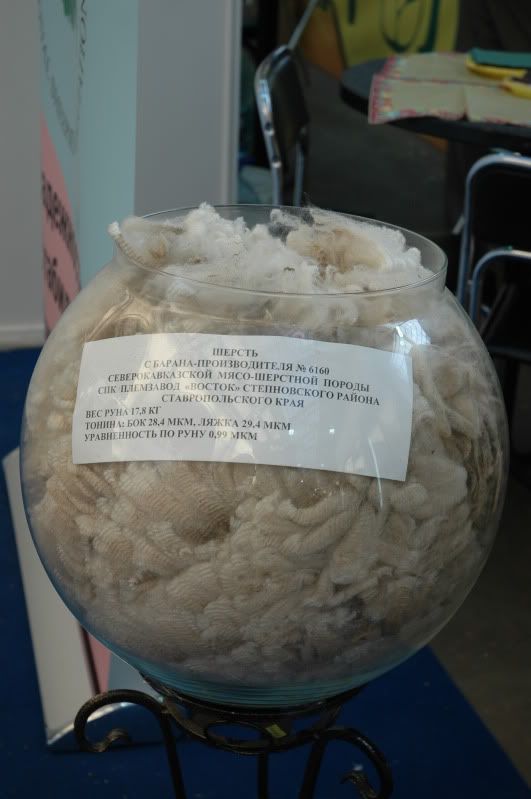 ШЕРСТЬ
С БАРАНА-ПРОИЗВОДИТЕЛЯ № 6160
СЕВЕРОКАВКАЗСКОЙ МЯСО-ШЕРСТНОЙ ПОРОДЫ
СПК ПЛЕМЗАВОД «ВОСТОК» СТЕПНОВСКОГО РАЙОНА
СТАВРОПОЛЬСКОГО КРАЯ
ВЕС РУНА 17,8 КГ
ТОНИНА: БОК 28,4 МКМ, ЛЯЖКА 29,4 МКМ
УРАВНЕННОСТЬ ПО РУНУ 0,99 МКМ